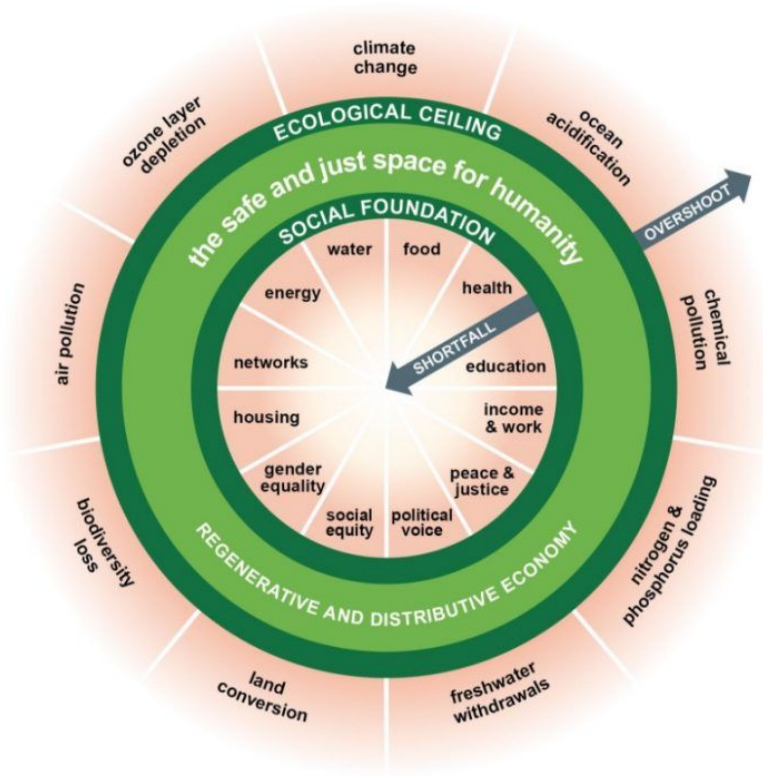 climate
change
ocean
acidification
chemical
pollution
nitrogen &
phosphorus loading
freshwater
withdrawals
land
conversion
biodiversity
loss
air pollution
ozone layer
depletion
OVERSHOOT
ECOLOGICAL CEILING
the safe and just space for humanity
SOCIAL FOUNDATION
water
food
health
SHORTFALL
education
income
& work
peace &
justice
political
voice
social
equity
gender
equality
housing
networks
energy
REGENERATIVE AND DISTRIBUTIVE ECONOMY